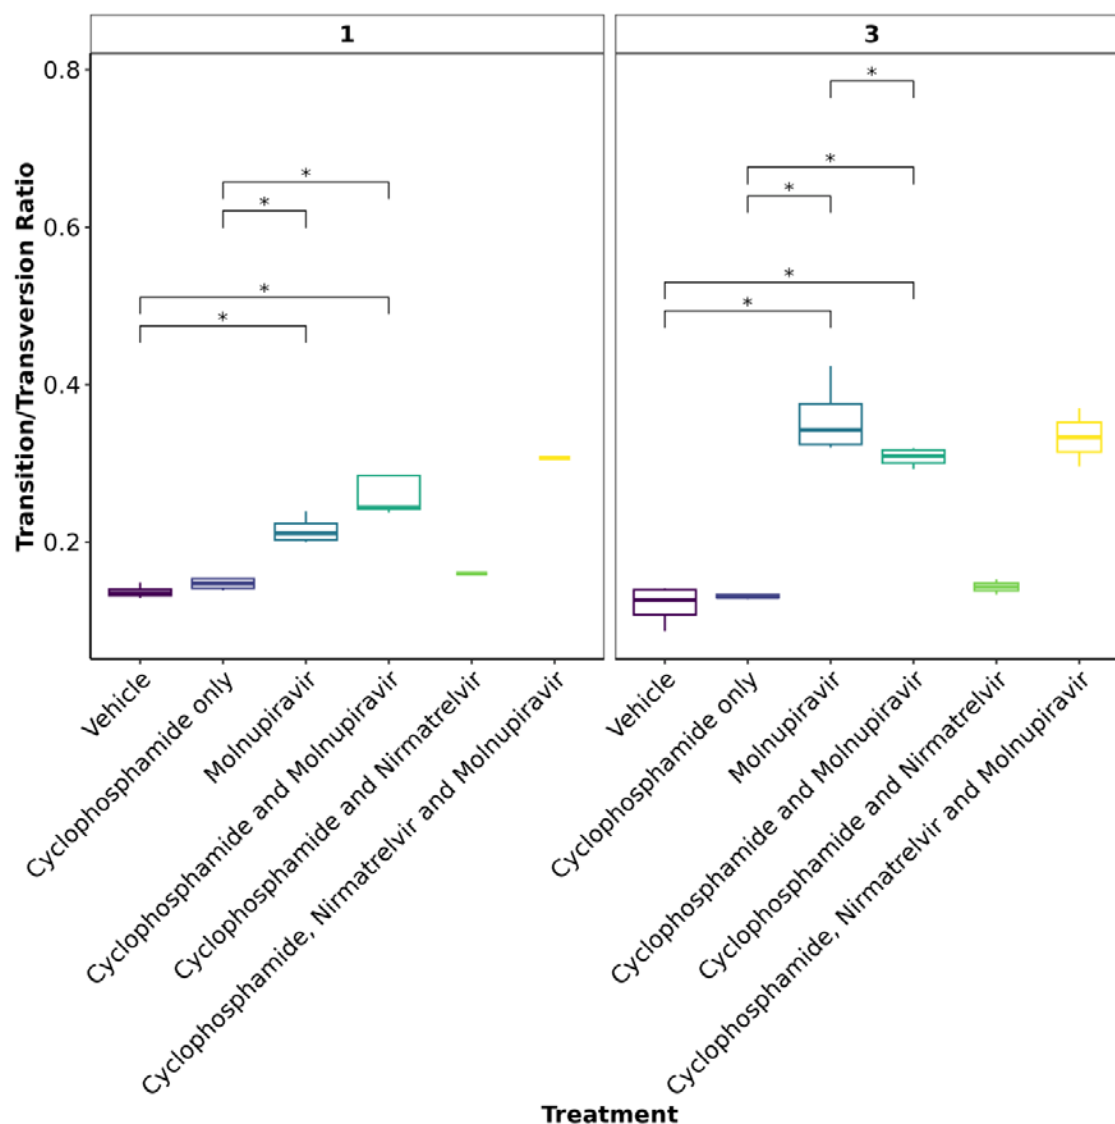 1
3
Transition/Transversion Ratio
0.8
0.6
0.4
0.2
*
*
*
*
*
*
*
*
*
Vehicle
Cyclophosphamide only
Molnupiravir
Cyclophosphamide and Molnupiravir
Cyclophosphamide and Nirmatrelvir
Cyclophosphamide, Nirmatrelvir and Molnupiravir
Vehicle
Cyclophosphamide only
Molnupiravir
Cyclophosphamide and Molnupiravir
Cyclophosphamide and Nirmatrelvir
Cyclophosphamide, Nirmatrelvir and Molnupiravir
Treatment